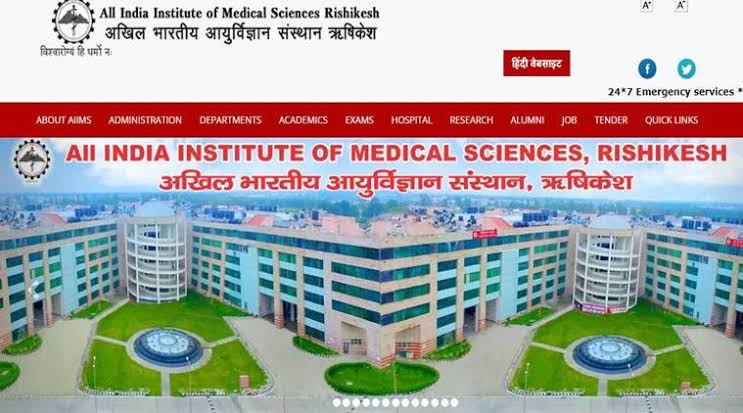 All India Institute of Medical Sciences Rishikesh
अखिल भारतीय आयुर्विज्ञान संस्थान ऋषिकेश
विश्वारोग्यं हि धर्मो नः
A+
A-
हिंदी वेबसाइट
24*7 Emergency services *
ABOUT AIIMS ADMINISTRATION DEPARTMENTS ACADEMICS EXAMS HOSPITAL RESEARCH ALUMNI JOB TENDER QUICK LINKS
All INDIA INSTITUTE OF MEDICAL SCIENCES, RISHIKESH
अखिल भारतीय आयुर्विज्ञान संस्थान, ऋषिकेश